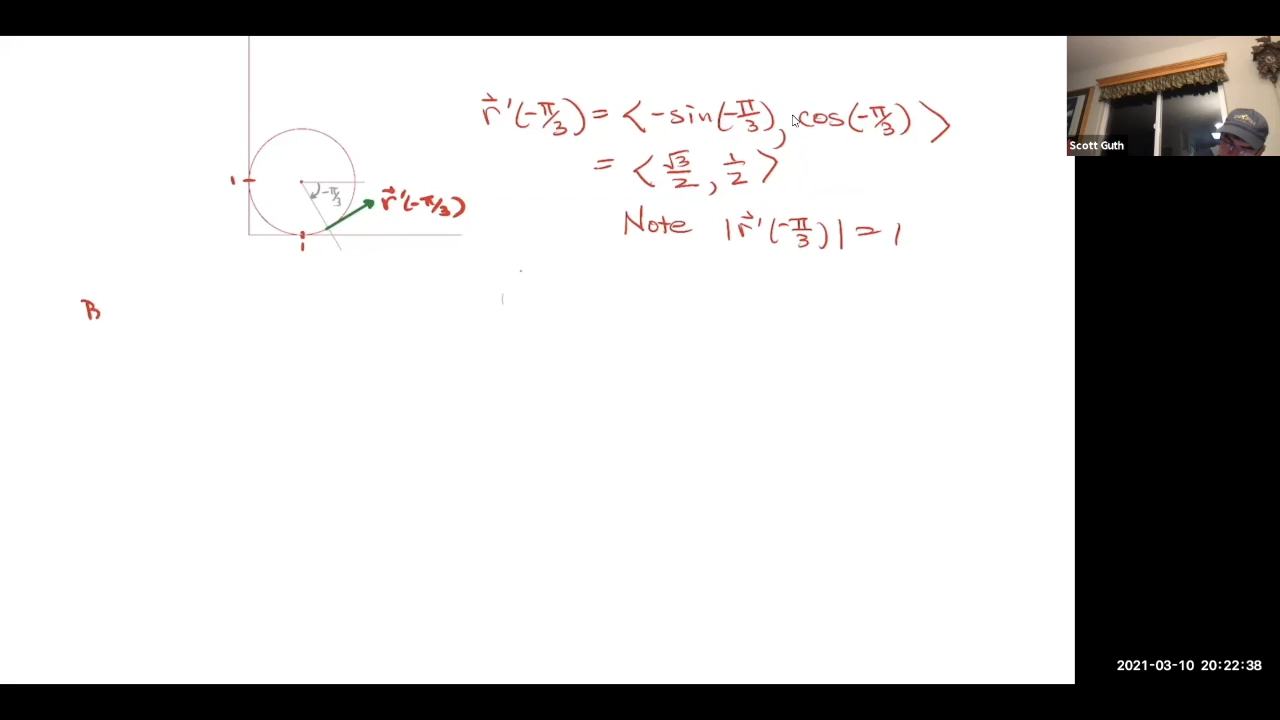 r⃗'(-π/3) = ⟨-sin(-π/3), cos(-π/3)⟩
= ⟨√3/2, 1/2⟩
Note |r⃗'(-π/3)| = 1
1
-π/3
r⃗'(-π/3)
1
B
Scott Guth
2021-03-10 20:22:38